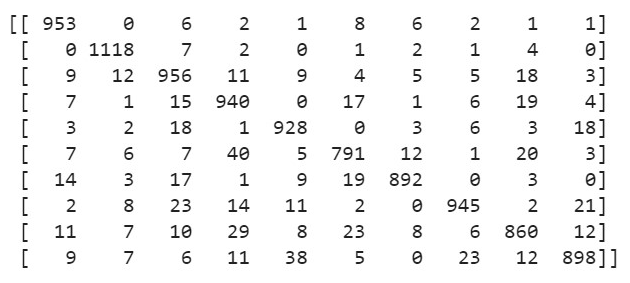 [[ 953 0 6 2 1 8 6 2 1 1]
[ 0 1118 7 2 0 1 2 1 4 0]
[ 9 12 956 11 9 4 5 5 18 3]
[ 7 1 15 940 0 17 1 6 19 4]
[ 3 2 18 1 928 0 3 6 3 18]
[ 7 6 7 40 5 791 12 1 20 3]
[ 14 3 17 1 9 19 892 0 3 0]
[ 2 8 23 14 11 2 0 945 2 21]
[ 11 7 10 29 8 23 8 6 860 12]
[ 9 7 6 11 38 5 0 23 12 898]]